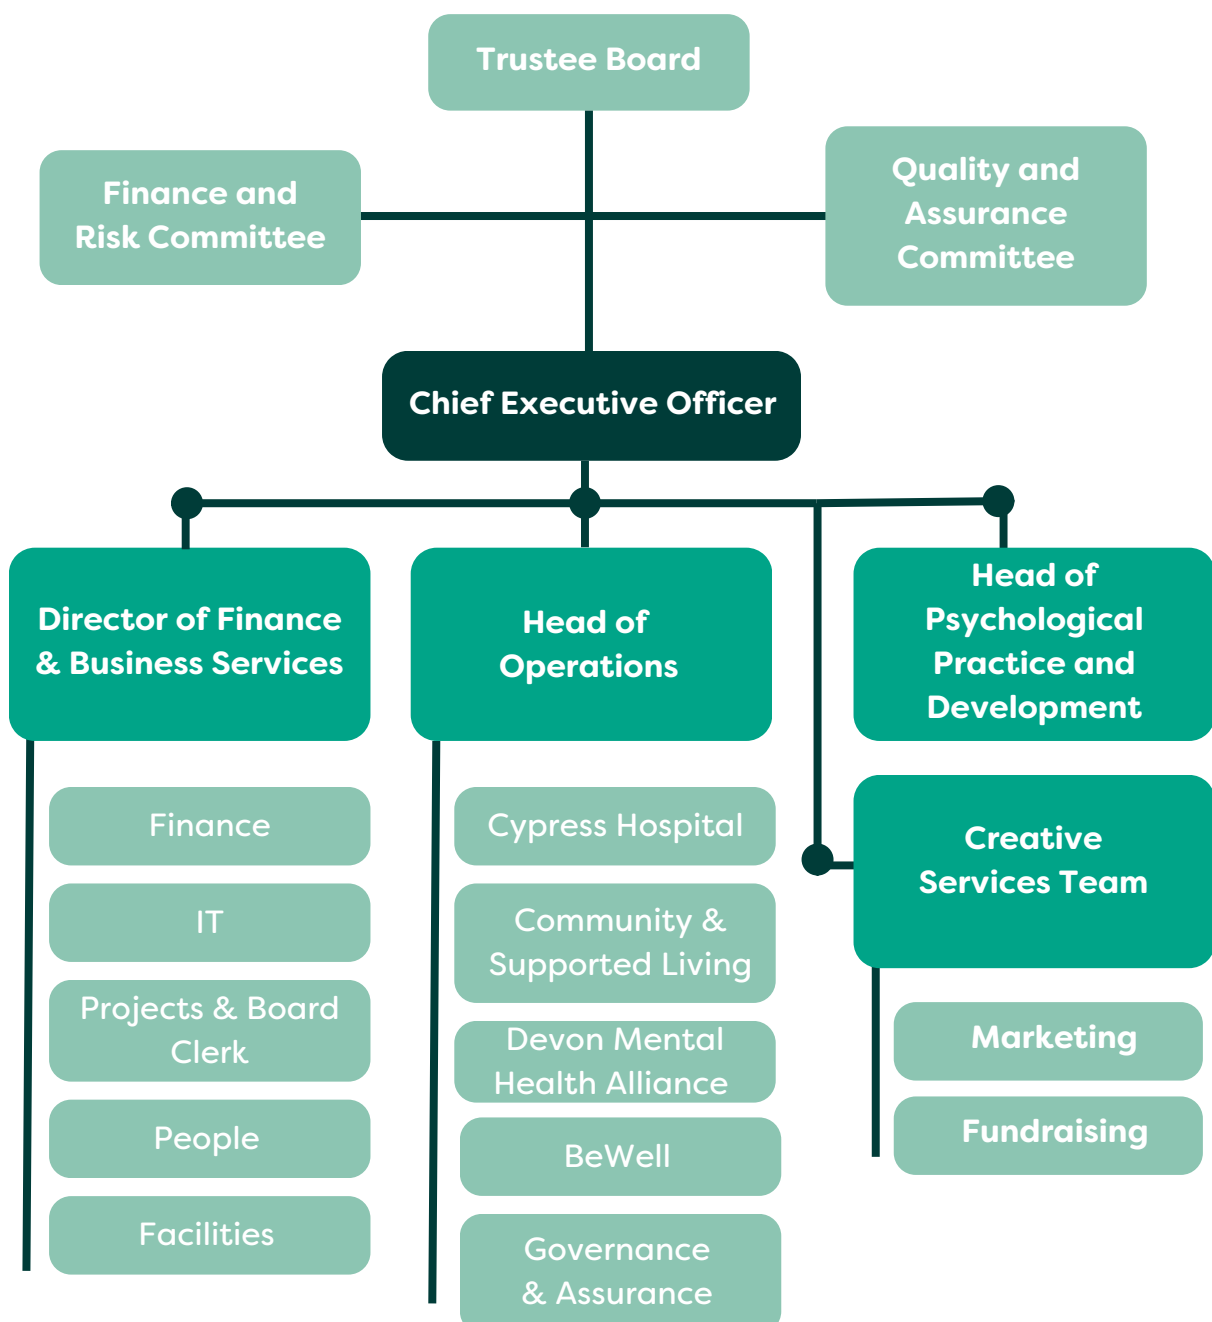 Trustee Board
Finance and
Risk Committee
Quality and
Assurance
Committee
Chief Executive Officer
Director of Finance
& Business Services
Head of
Operations
Head of
Psychological
Practice and
Development
Finance
IT
Projects & Board
Clerk
People
Facilities
Cypress Hospital
Community &
Supported Living
Devon Mental
Health Alliance
BeWell
Governance
& Assurance
Creative
Services Team
Marketing
Fundraising